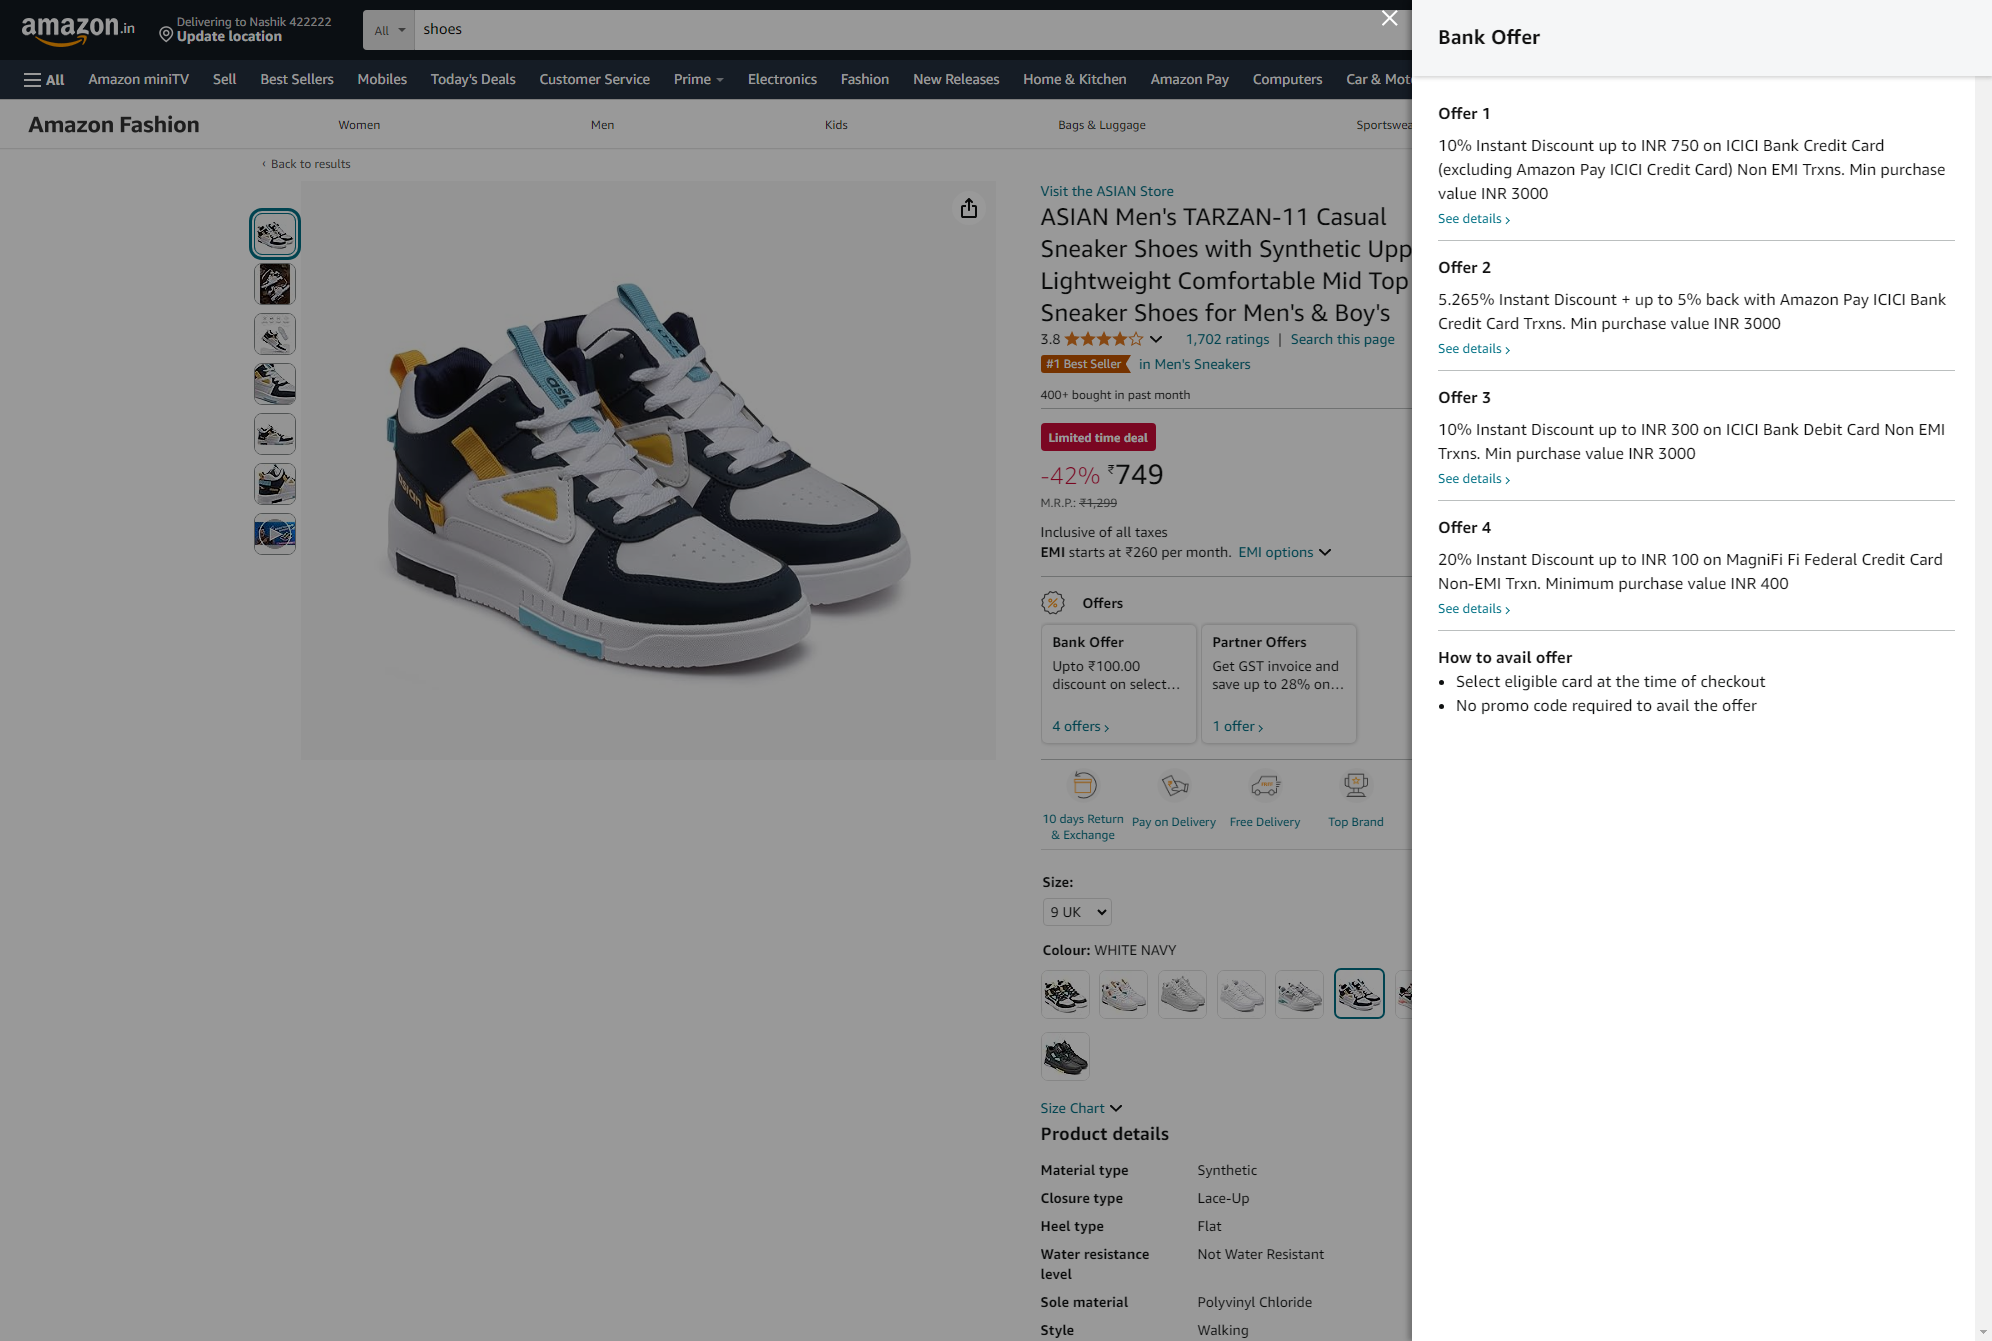 amazon.in
Delivering to Nashik 422222
Update location
All
shoes
All
Amazon miniTV
Sell
Best Sellers
Mobiles
Today's Deals
Customer Service
Prime
Electronics
Fashion
New Releases
Home & Kitchen
Amazon Pay
Computers
Car & Mot
Amazon Fashion
Women
Men
Kids
Bags & Luggage
Sportswea
‹ Back to results
Visit the ASIAN Store
ASIAN Men's TARZAN-11 Casual
Sneaker Shoes with Synthetic Upp
Lightweight Comfortable Mid Top
Sneaker Shoes for Men's & Boy's
3.8
1,702 ratings | Search this page
#1 Best Seller in Men's Sneakers
400+ bought in past month
Limited time deal
-42% ₹749
M.R.P.: ₹1,299
Inclusive of all taxes
EMI starts at ₹260 per month. EMI options
Offers
Bank Offer
Upto ₹100.00
discount on select…
4 offers ›
Partner Offers
Get GST invoice and
save up to 28% on…
1 offer ›
10 days Return
& Exchange
Pay on Delivery
Free Delivery
Top Brand
Size:
9 UK
Colour: WHITE NAVY
Size Chart
Product details
Material type Synthetic
Closure type Lace-Up
Heel type Flat
Water resistance Not Water Resistant
level
Sole material Polyvinyl Chloride
Style Walking
asian
asian
Bank Offer
Offer 1
10% Instant Discount up to INR 750 on ICICI Bank Credit Card
(excluding Amazon Pay ICICI Credit Card) Non EMI Trxns. Min purchase
value INR 3000
See details ›
Offer 2
5.265% Instant Discount + up to 5% back with Amazon Pay ICICI Bank
Credit Card Trxns. Min purchase value INR 3000
See details ›
Offer 3
10% Instant Discount up to INR 300 on ICICI Bank Debit Card Non EMI
Trxns. Min purchase value INR 3000
See details ›
Offer 4
20% Instant Discount up to INR 100 on MagniFi Fi Federal Credit Card
Non-EMI Trxn. Minimum purchase value INR 400
See details ›
How to avail offer
• Select eligible card at the time of checkout
• No promo code required to avail the offer